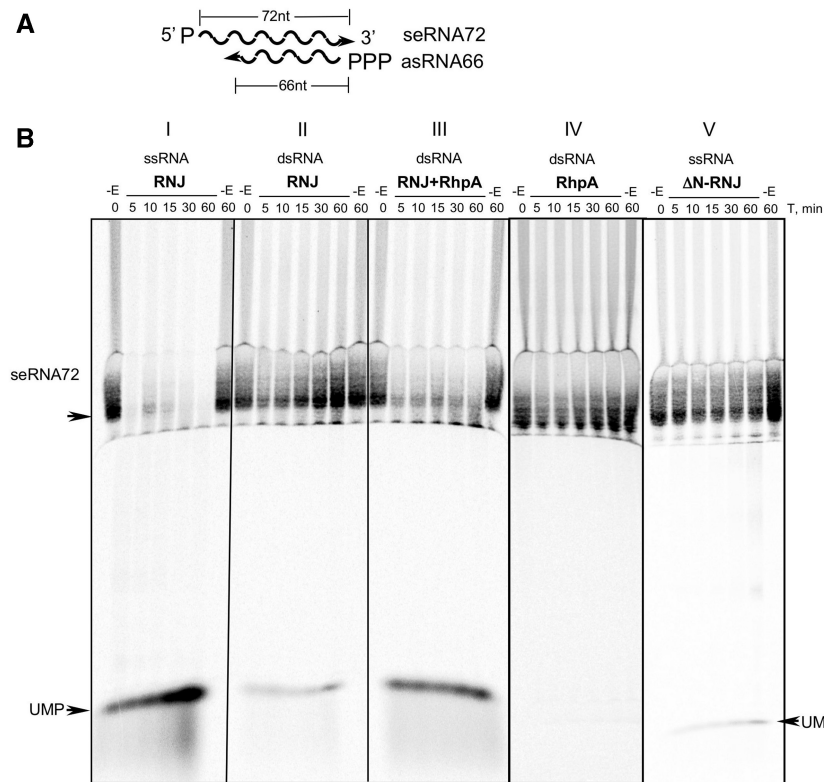 A
72nt
5' P 3' seRNA72
PPP asRNA66
66nt
B
I II III IV V
ssRNA dsRNA dsRNA dsRNA ssRNA
RNJ RNJ RNJ+RhpA RhpA ΔN-RNJ
-E -E -E -E -E -E -E -E
0 5 10 15 30 60 60 0 5 10 15 30 60 60 0 5 10 15 30 60 60 0 5 10 15 30 60 60 0 5 10 15 30 60 60 T, min
seRNA72
UMP
UM